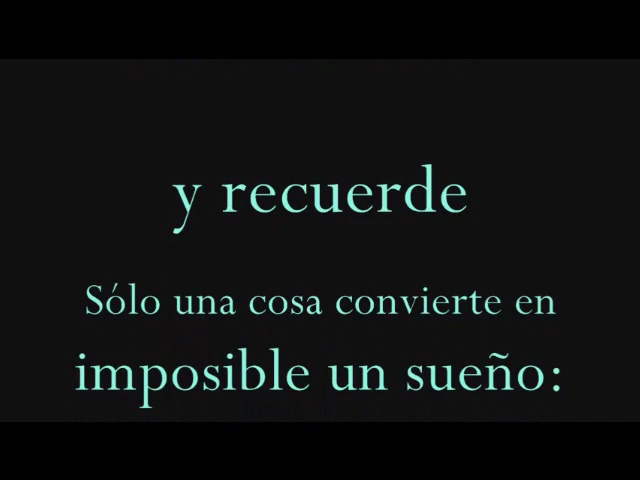 y recuerde
Sólo una cosa convierte en
imposible un sueño: